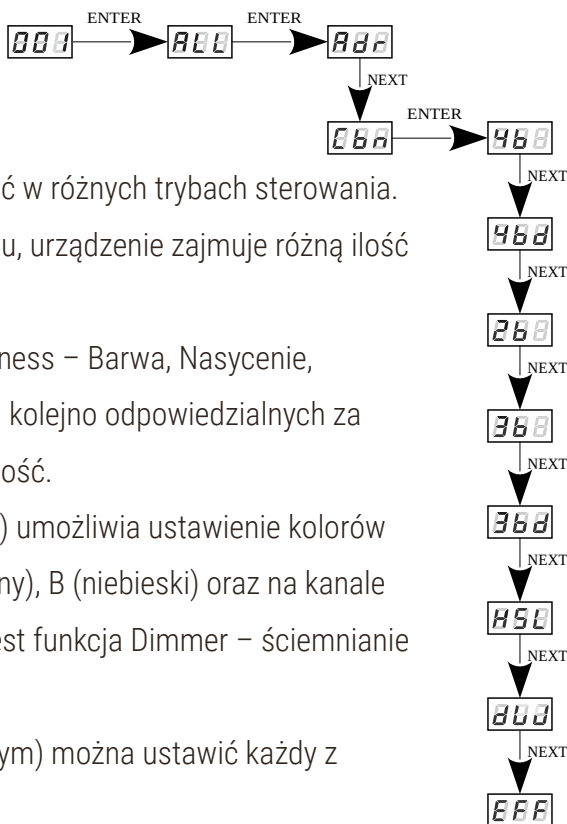 ENTER ENTER
001 ALL Adr
NEXT
ENTER
Cbn 4b
ć w różnych trybach sterowania.
NEXT
u, urządzenie zajmuje różną ilość
4bd
NEXT
2b
ness – Barwa, Nasycenie,
NEXT
kolejno odpowiedzialnych za
3b
ość.
NEXT
) umożliwia ustawienie kolorów
3bd
ny), B (niebieski) oraz na kanale
NEXT
HSL
est funkcja Dimmer – ściemnianie
NEXT
ym) można ustawić każdy z
NEXT
EFF